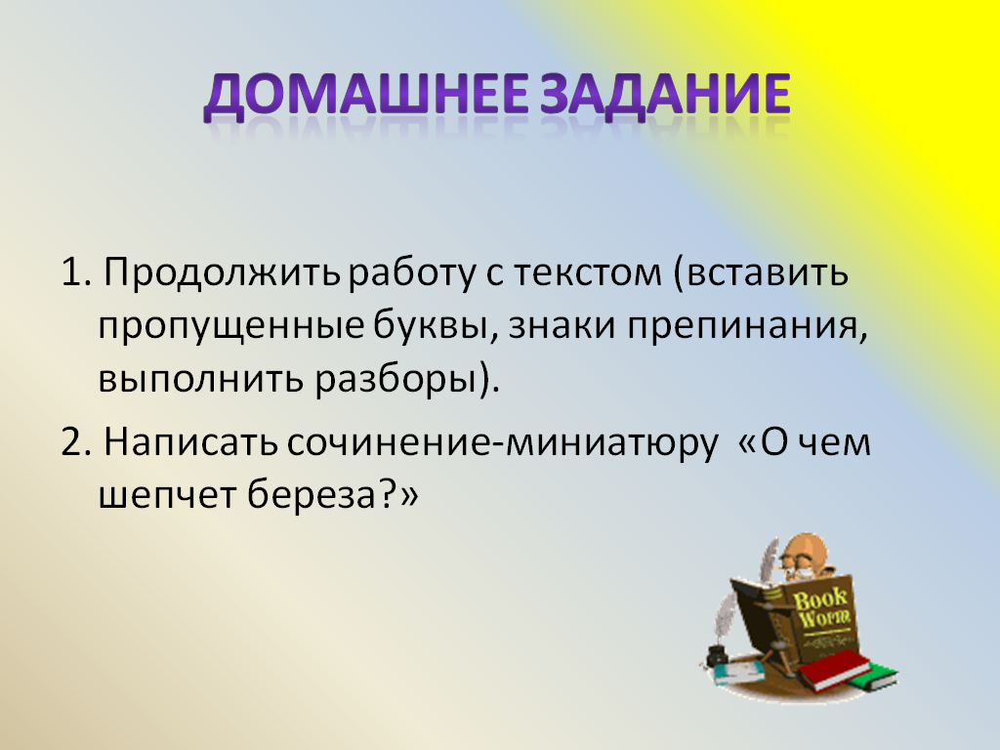 ДОМАШНЕЕ ЗАДАНИЕ
1. Продолжить работу с текстом (вставить
пропущенные буквы, знаки препинания,
выполнить разборы).
2. Написать сочинение-миниатюру «О чем
шепчет береза?»
Book
Worm